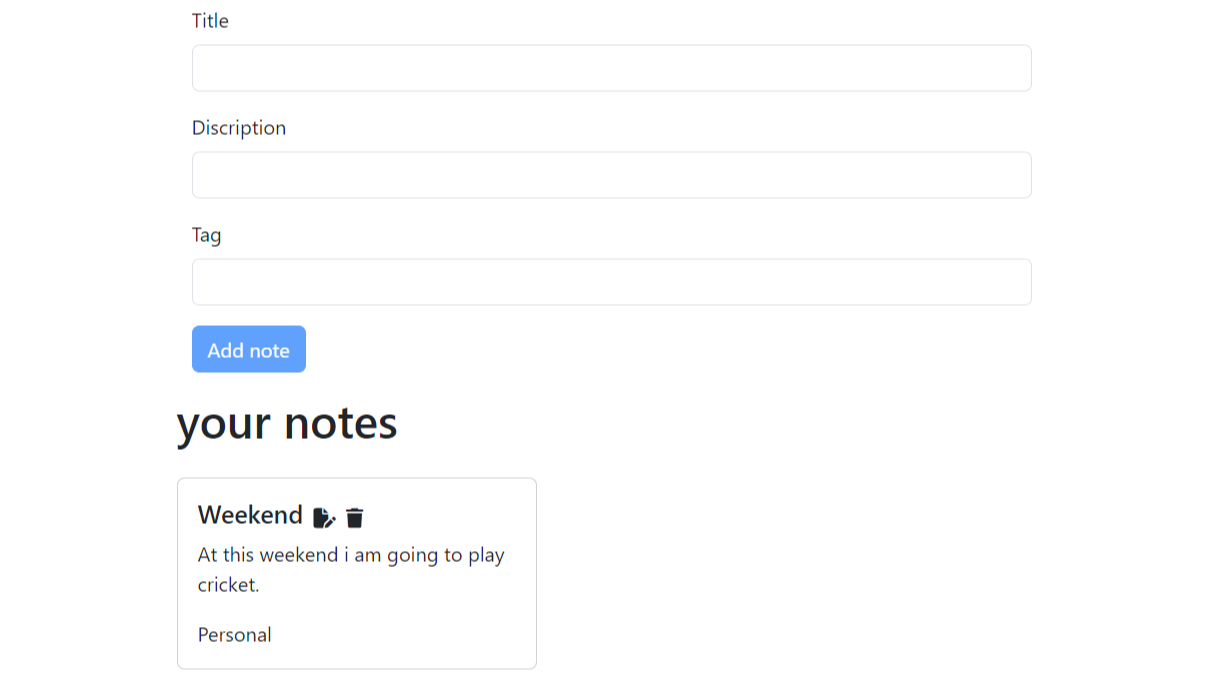 Title
Discription
Tag
Add note
your notes
Weekend
At this weekend i am going to play
cricket.
Personal